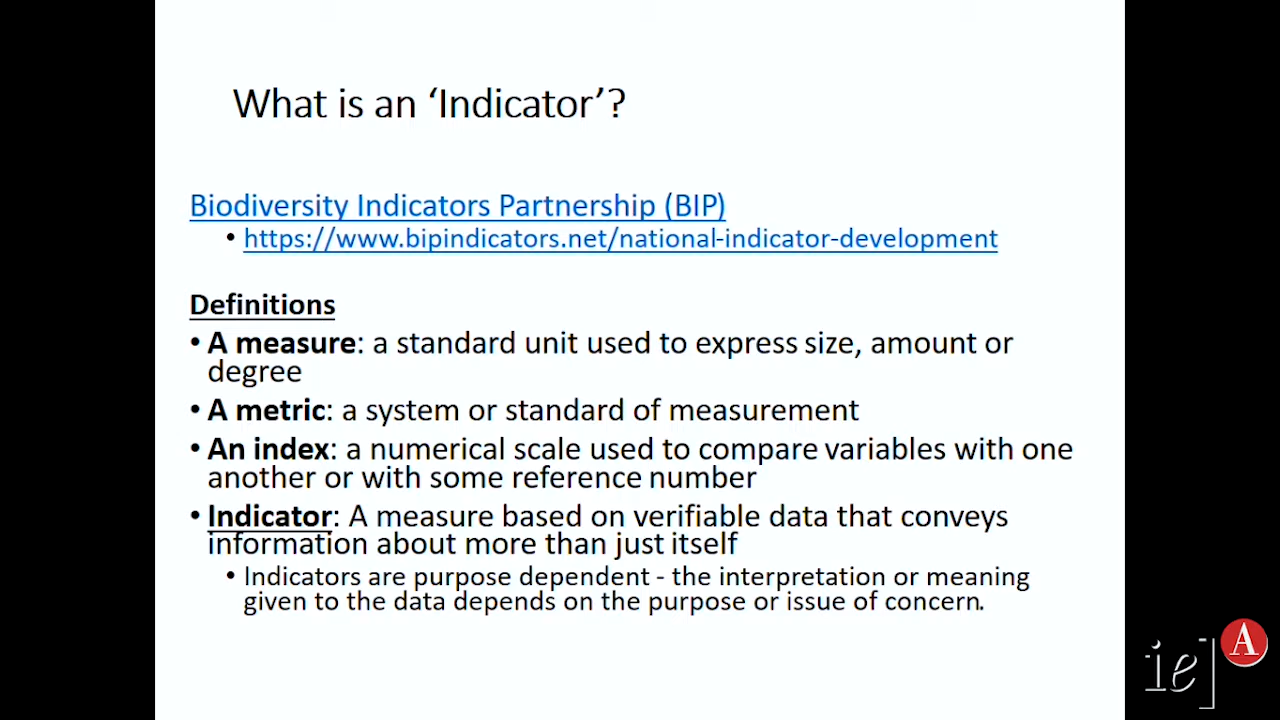 What is an ‘Indicator’?
Biodiversity Indicators Partnership (BIP)
• https://www.bipindicators.net/national-indicator-development
Definitions
• A measure: a standard unit used to express size, amount or
degree
• A metric: a system or standard of measurement
• An index: a numerical scale used to compare variables with one
another or with some reference number
• Indicator: A measure based on verifiable data that conveys
information about more than just itself
• Indicators are purpose dependent - the interpretation or meaning
given to the data depends on the purpose or issue of concern.
ie]
A